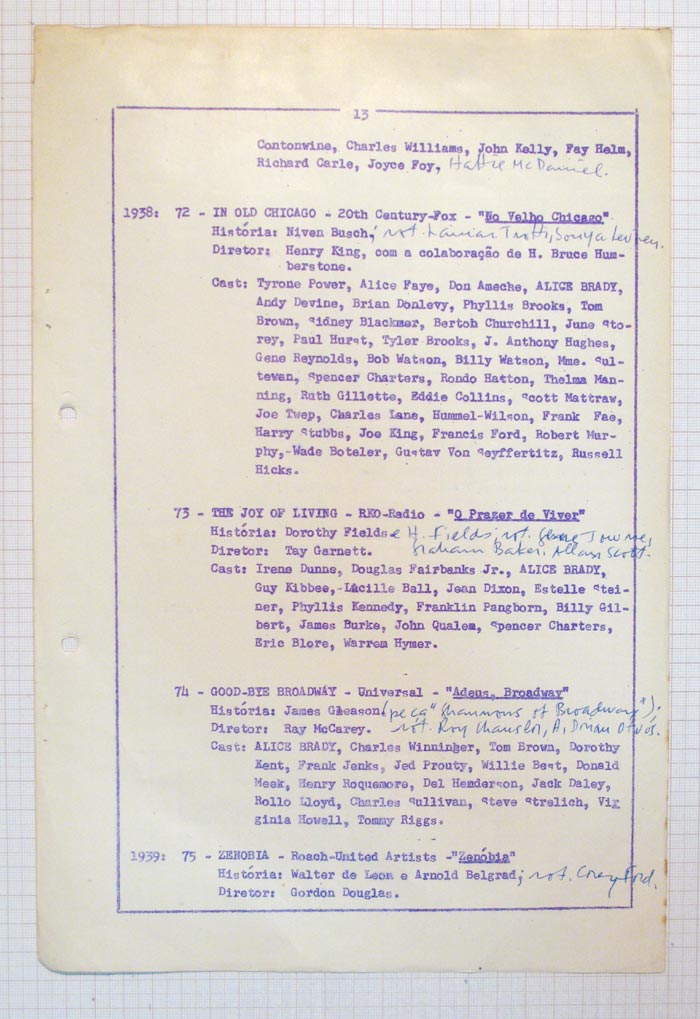 13
Contonwine, Charles Williams, John Kelly, Fay Helm,
Richard Carle, Joyce Foy, Hattie McDaniel.
1938: 72 - IN OLD CHICAGO - 20th Century-Fox - "No Velho Chicago".
História: Niven Busch; rot. Lamar Trotti, Sonya Levien.
Diretor: Henry King, com a colaboração de H. Bruce Hum-
berstone.
Cast: Tyrone Power, Alice Faye, Don Ameche, ALICE BRADY,
Andy Devine, Brian Donlevy, Phyllis Brooks, Tom
Brown, Sidney Blackmer, Bertoh Churchill, June Sto-
rey, Paul Hurst, Tyler Brooks, J. Anthony Hughes,
Gene Reynolds, Bob Watson, Billy Watson, Mme. Sul-
tewan, Spencer Charters, Rondo Hatton, Thelma Man-
ning, Ruth Gillette, Eddie Collins, Scott Mattraw,
Joe Twep, Charles Lane, Hummel-Wilson, Frank Fae,
Harry Stubbs, Joe King, Francis Ford, Robert Mur-
phy,-Wade Boteler, Gustav Von Seyffertitz, Russell
Hicks.
73 - THE JOY OF LIVING - RKO-Radio - "O Prazer de Viver"
História: Dorothy Fields e H. Fields; rot. Gene Towne,
Diretor: Tay Garnett. Graham Baker, Allan Scott.
Cast: Irene Dunne, Douglas Fairbanks Jr., ALICE BRADY,
Guy Kibbee,-Lucille Ball, Jean Dixon, Estelle Stei-
ner, Phyllis Kennedy, Franklin Pangborn, Billy Gil-
bert, James Burke, John Qualem, Spencer Charters,
Eric Blore, Warrem Hymer.
74 - GOOD-BYE BROADWAY - Universal - "Adeus, Broadway"
História: James Gleason (peça "Shannons of Broadway");
Diretor: Ray McCarey. rot. Roy Chanslor, A. Dorian Otvos.
Cast: ALICE BRADY, Charles Winninher, Tom Brown, Dorothy
Kent, Frank Jenks, Jed Prouty, Willie Best, Donald
Meek, Henry Roquemore, Del Henderson, Jack Daley,
Rollo Lloyd, Charles Sullivan, Steve Strelich, Vir
ginia Howell, Tommy Riggs.
1939: 75 - ZENOBIA - Roach-United Artists -"Zenóbia"
História: Walter de Leon e Arnold Belgrad; rot. Corey Ford.
Diretor: Gordon Douglas.